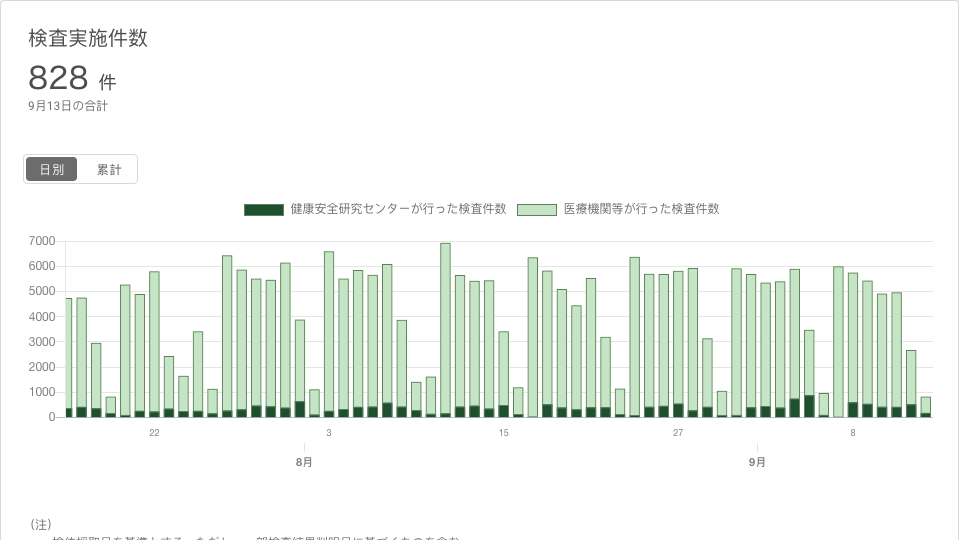 検査実施件数
828 件
9月13日の合計
日別 累計
健康安全研究センターが行った検査件数 医療機関等が行った検査件数
7000
6000
5000
4000
3000
2000
1000
0
22 3 15 27 8
8月 9月
（注）